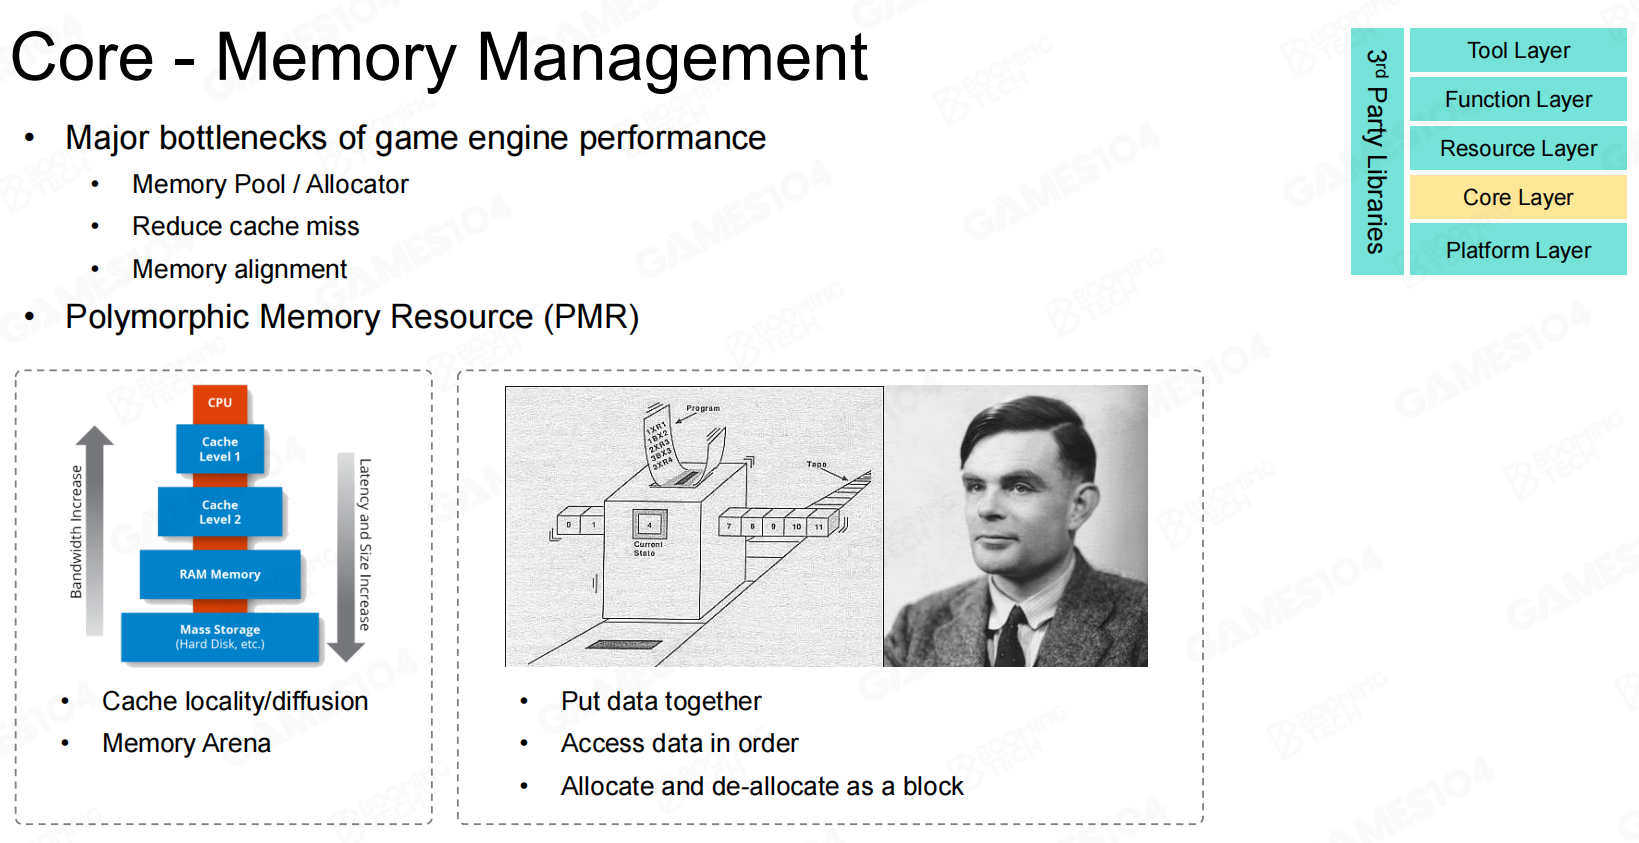 Core - Memory Management
• Major bottlenecks of game engine performance
• Memory Pool / Allocator
• Reduce cache miss
• Memory alignment
• Polymorphic Memory Resource (PMR)
3rd Party Libraries
Tool Layer
Function Layer
Resource Layer
Core Layer
Platform Layer
Bandwidth Increase
CPU
Cache
Level 1
Cache
Level 2
RAM Memory
Mass Storage
(Hard Disk, etc.)
Latency and Size Increase
• Cache locality/diffusion
• Memory Arena
Program
1XR1
1BX2
2XR3
3BX3
3XR4
Tape
0 1
4
7 8 9 10 11
Current
State
• Put data together
• Access data in order
• Allocate and de-allocate as a block
GAMES104
BOOMING
TECH